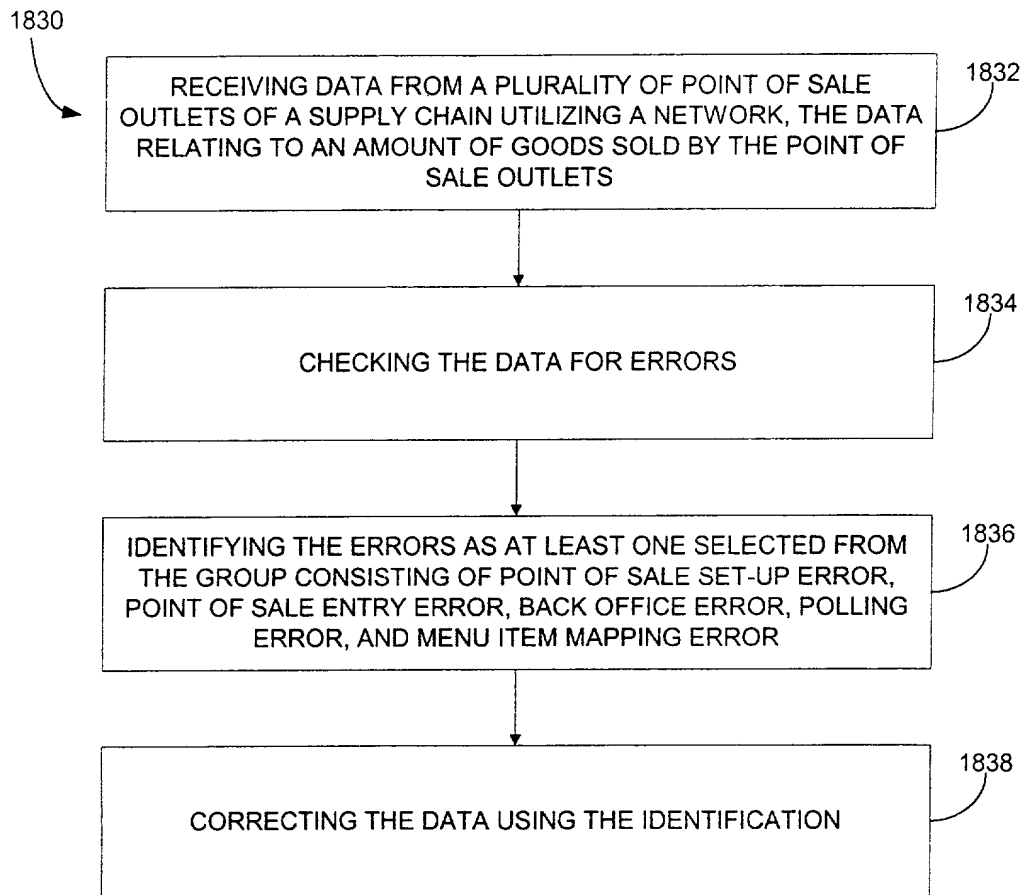 1830
RECEIVING DATA FROM A PLURALITY OF POINT OF SALE
OUTLETS OF A SUPPLY CHAIN UTILIZING A NETWORK, THE DATA
RELATING TO AN AMOUNT OF GOODS SOLD BY THE POINT OF
SALE OUTLETS
1832
CHECKING THE DATA FOR ERRORS
1834
IDENTIFYING THE ERRORS AS AT LEAST ONE SELECTED FROM
THE GROUP CONSISTING OF POINT OF SALE SET-UP ERROR,
POINT OF SALE ENTRY ERROR, BACK OFFICE ERROR, POLLING
ERROR, AND MENU ITEM MAPPING ERROR
1836
CORRECTING THE DATA USING THE IDENTIFICATION
1838